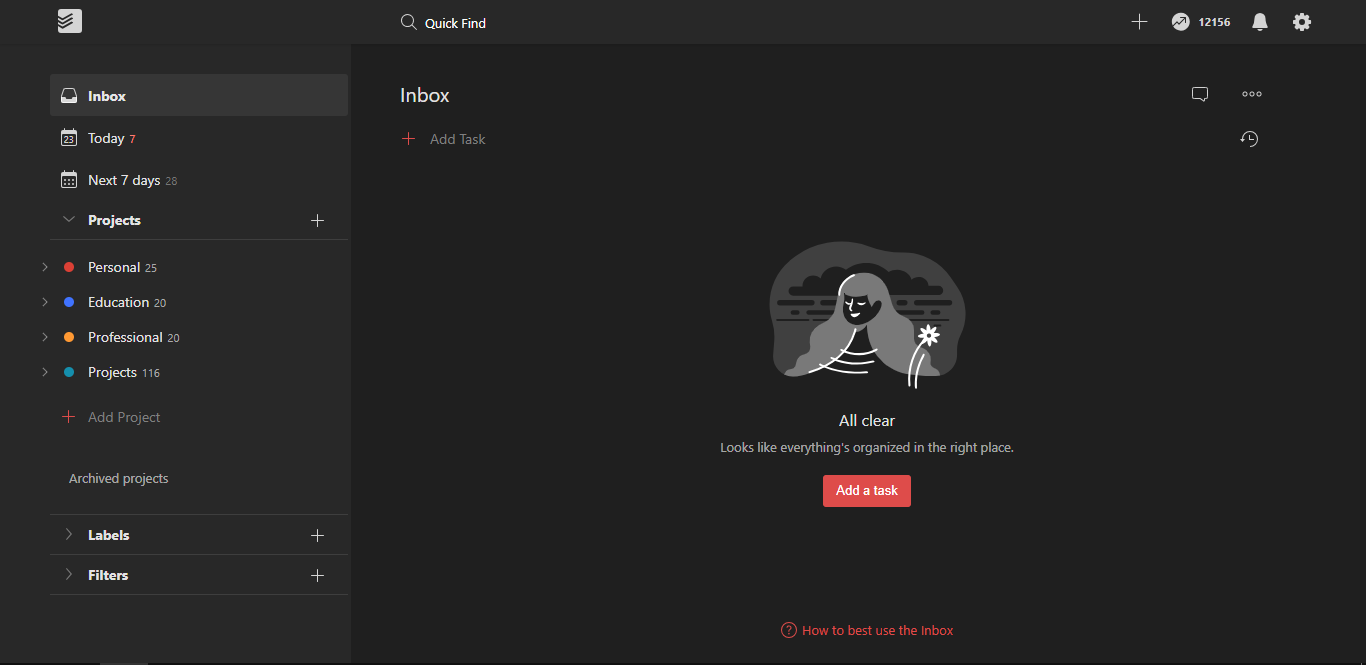 Quick Find
12156
Inbox
23
Today 7
Next 7 days 28
Projects
Personal 25
Education 20
Professional 20
Projects 116
Add Project
Archived projects
Labels
Filters
Inbox
Add Task
All clear
Looks like everything's organized in the right place.
Add a task
? How to best use the Inbox